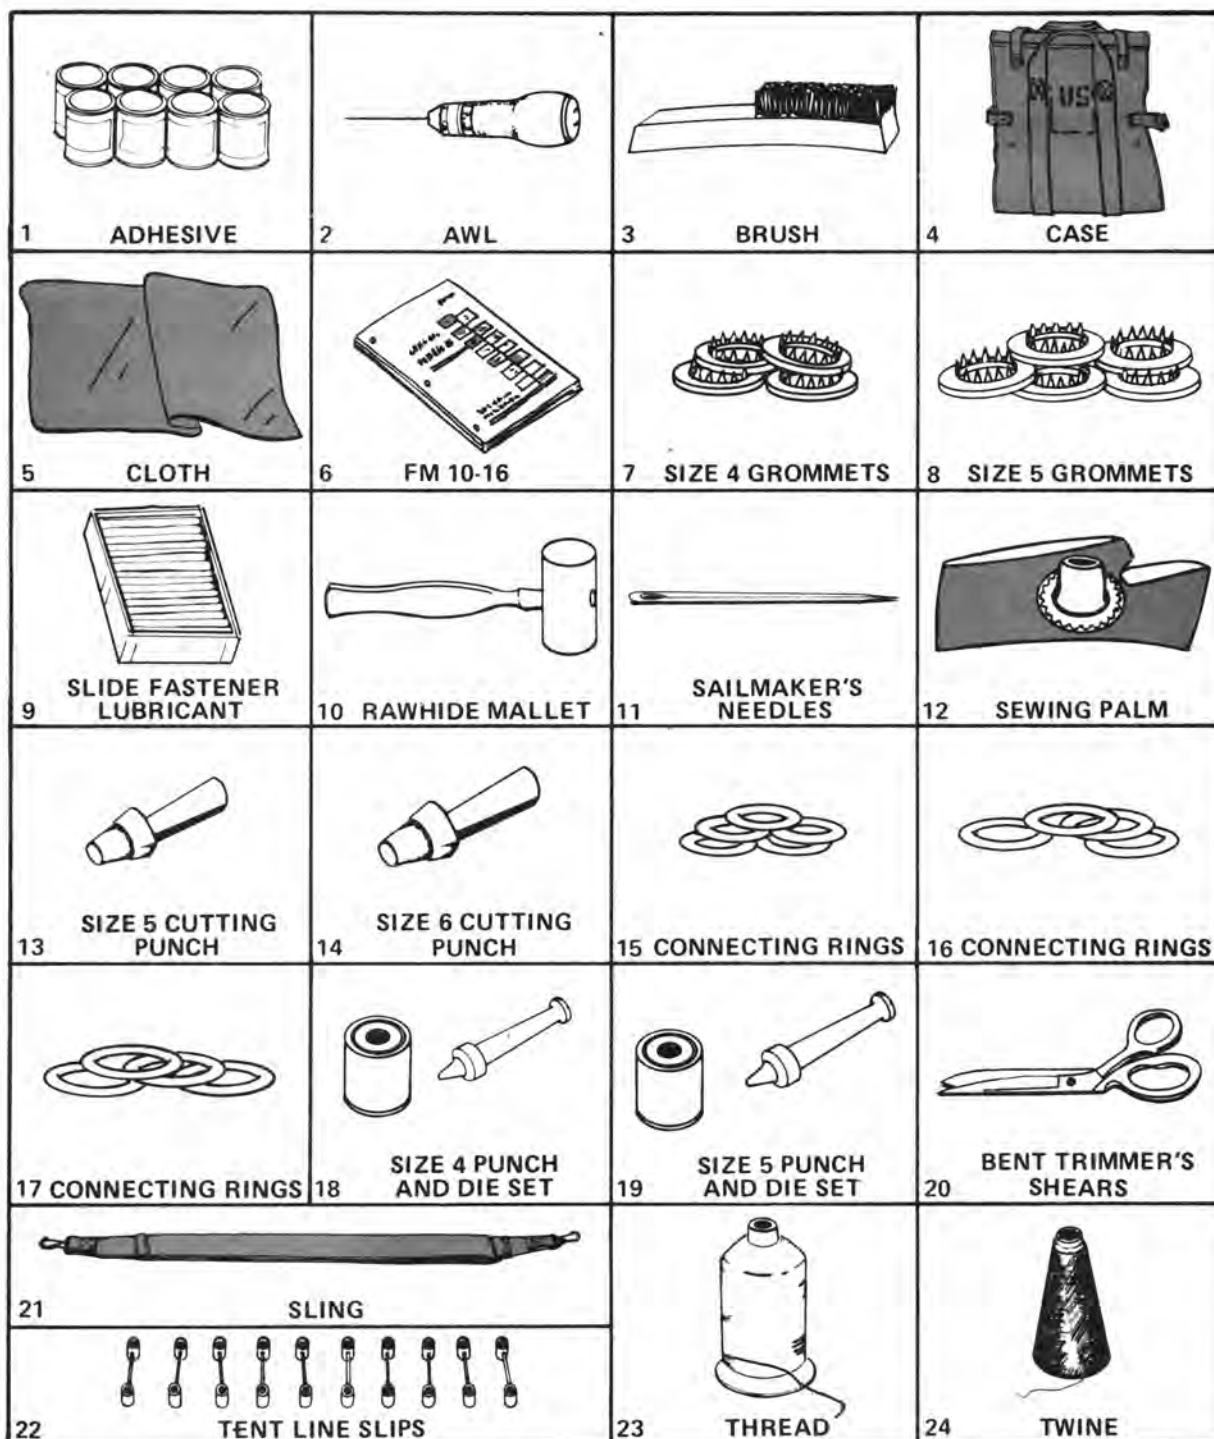 1 ADHESIVE
2 AWL
3 BRUSH
US
4 CASE
5 CLOTH
6 FM 10-16
7 SIZE 4 GROMMETS
8 SIZE 5 GROMMETS
SLIDE FASTENER
9 LUBRICANT
10 RAWHIDE MALLET
SAILMAKER'S
11 NEEDLES
12 SEWING PALM
SIZE 5 CUTTING
13 PUNCH
SIZE 6 CUTTING
14 PUNCH
15 CONNECTING RINGS
16 CONNECTING RINGS
17 CONNECTING RINGS
SIZE 4 PUNCH
18 AND DIE SET
SIZE 5 PUNCH
19 AND DIE SET
BENT TRIMMER'S
20 SHEARS
21 SLING
22 TENT LINE SLIPS
23 THREAD
24 TWINE